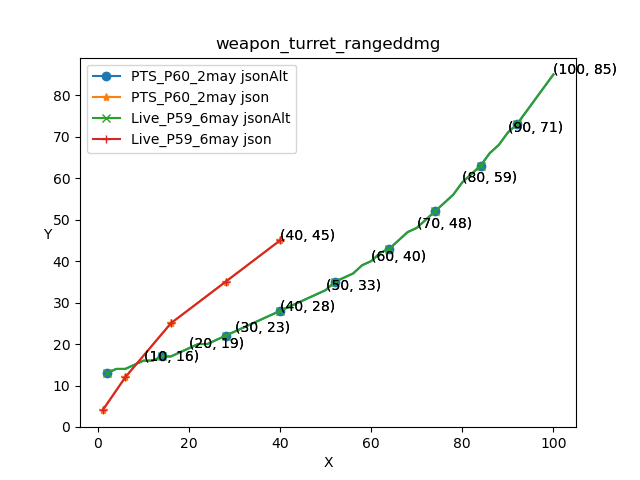 weapon_turret_rangeddmg
PTS_P60_2may jsonAlt
PTS_P60_2may json
Live_P59_6may jsonAlt
Live_P59_6may json
(100, 85)
(90, 71)
(80, 59)
(70, 48)
(60, 40)
(50, 33)
(40, 45)
(40, 28)
(30, 23)
(20, 19)
(10, 16)
Y
80
70
60
50
40
30
20
10
0
0 20 40 60 80 100
X